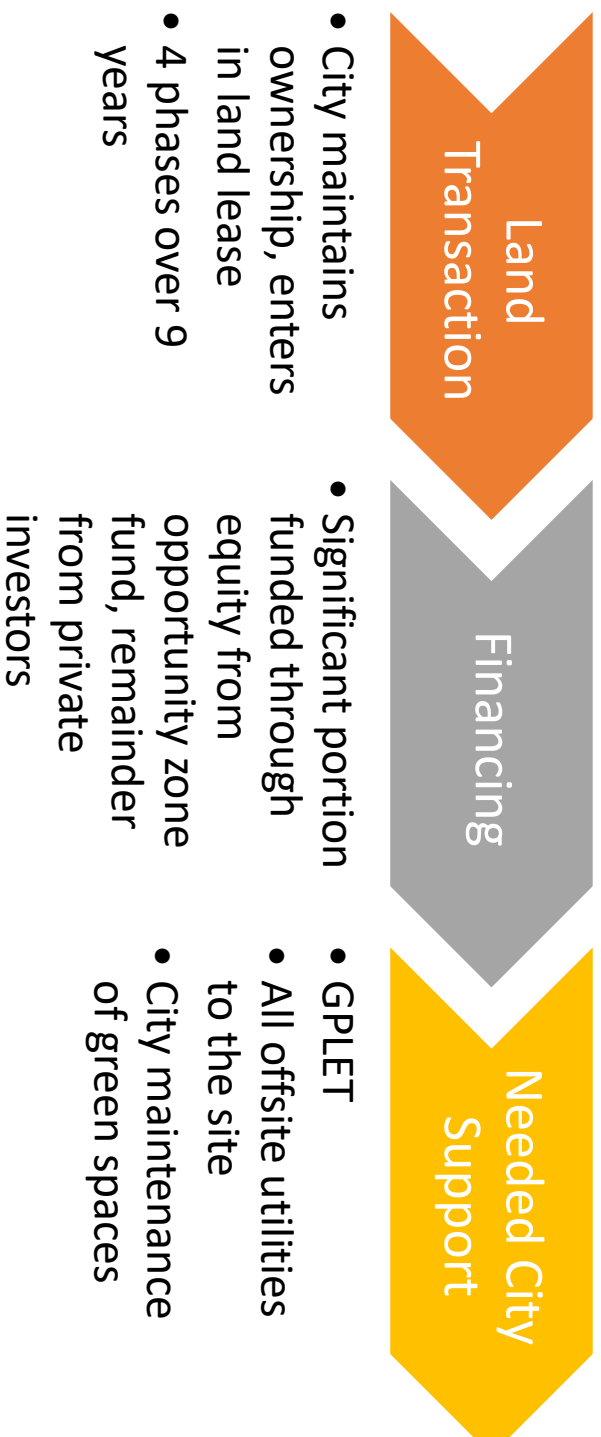 Land
Transaction
• City maintains
ownership, enters
in land lease
• 4 phases over 9
years
Financing
• Significant portion
funded through
equity from
opportunity zone
fund, remainder
from private
investors
Needed City
Support
• GPLET
• All offsite utilities
to the site
• City maintenance
of green spaces